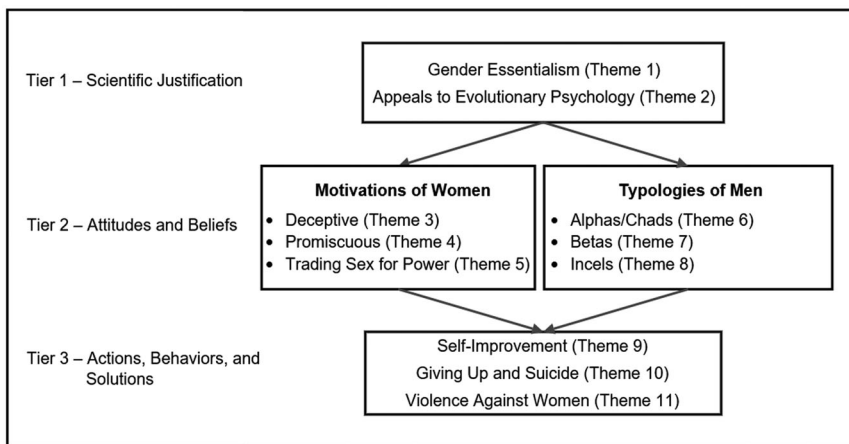 Tier 1 – Scientific Justification
Gender Essentialism (Theme 1)
Appeals to Evolutionary Psychology (Theme 2)
Tier 2 – Attitudes and Beliefs
Motivations of Women
• Deceptive (Theme 3)
• Promiscuous (Theme 4)
• Trading Sex for Power (Theme 5)
Typologies of Men
• Alphas/Chads (Theme 6)
• Betas (Theme 7)
• Incels (Theme 8)
Tier 3 – Actions, Behaviors, and
Solutions
Self-Improvement (Theme 9)
Giving Up and Suicide (Theme 10)
Violence Against Women (Theme 11)